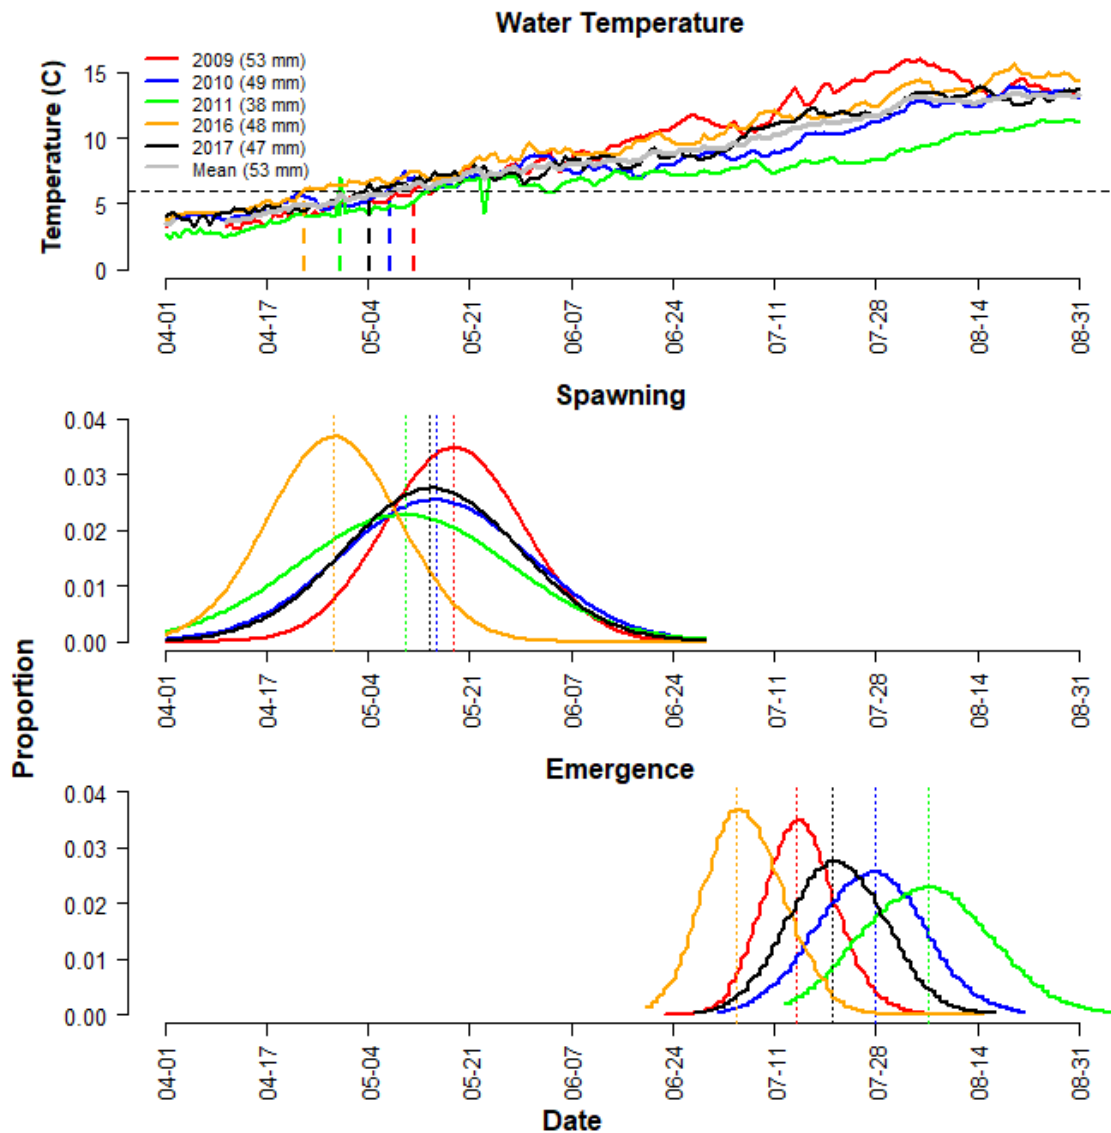 Water Temperature
Temperature (C)
15
10
5
0
2009 (53 mm)
2010 (49 mm)
2011 (38 mm)
2016 (48 mm)
2017 (47 mm)
Mean (53 mm)
04-01 04-17 05-04 05-21 06-07 06-24 07-11 07-28 08-14 08-31
Spawning
0.04
0.03
0.02
0.01
0.00
04-01 04-17 05-04 05-21 06-07 06-24 07-11 07-28 08-14 08-31
Proportion
Emergence
0.04
0.03
0.02
0.01
0.00
04-01 04-17 05-04 05-21 06-07 06-24 07-11 07-28 08-14 08-31
Date